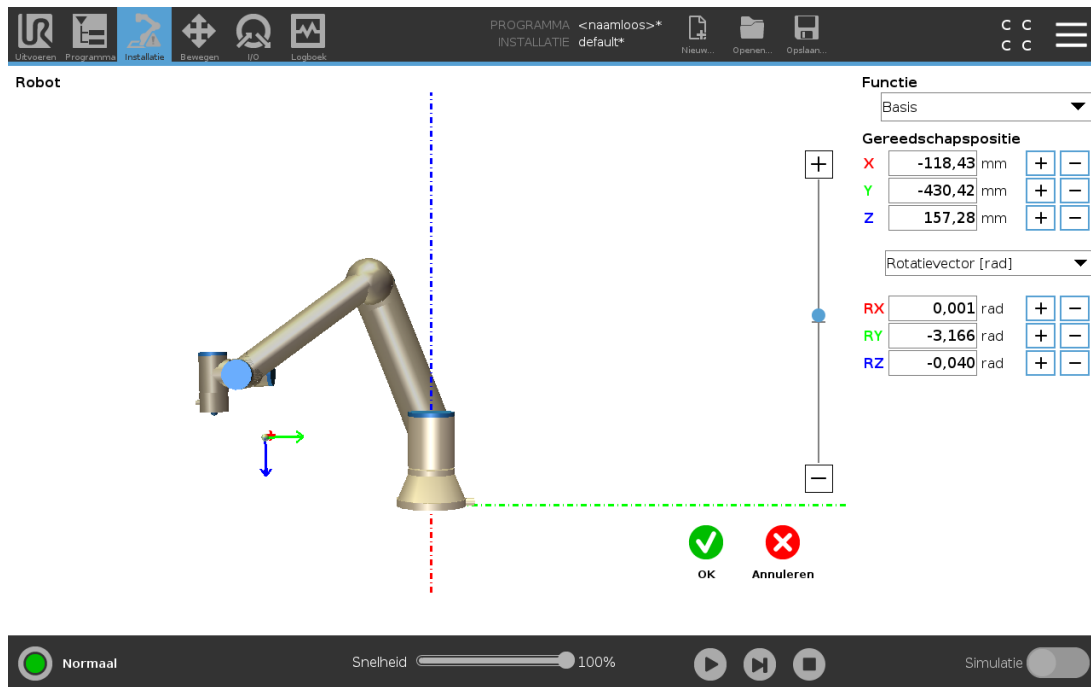 PROGRAMMA <naamloos>*
INSTALLATIE default*
Uitvoeren Programma Installatie Bewegen I/O Logboek
Nieuw... Openen... Opslaan...
C C
C C
Robot
Functie
Basis
Gereedschapspositie
X -118,43 mm + −
Y -430,42 mm + −
Z 157,28 mm + −
Rotatievector [rad]
RX 0,001 rad + −
RY -3,166 rad + −
RZ -0,040 rad + −
OK Annuleren
Normaal Snelheid 100% Simulatie